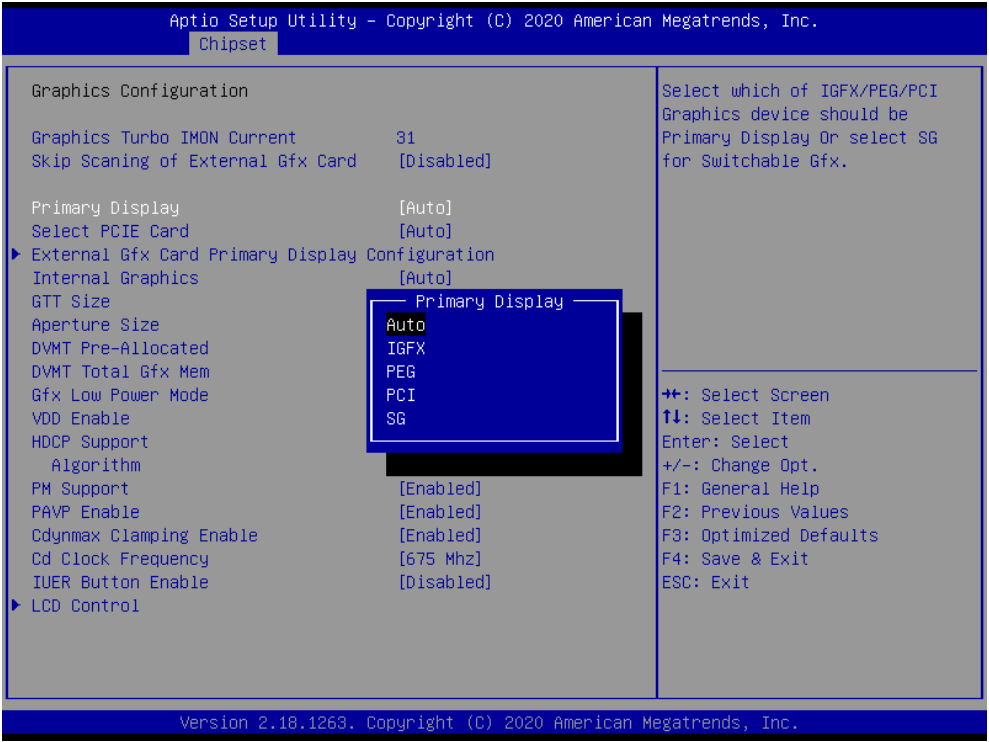 Aptio Setup Utility – Copyright (C) 2020 American Megatrends, Inc.
Chipset
Graphics Configuration
Graphics Turbo IMON Current 31
Skip Scaning of External Gfx Card [Disabled]
Primary Display [Auto]
Select PCIE Card [Auto]
External Gfx Card Primary Display Configuration
Internal Graphics [Auto]
GTT Size
Aperture Size
DVMT Pre-Allocated
DVMT Total Gfx Mem
Gfx Low Power Mode
VDD Enable
HDCP Support
Algorithm
PM Support [Enabled]
PAVP Enable [Enabled]
Cdynmax Clamping Enable [Enabled]
Cd Clock Frequency [675 Mhz]
IUER Button Enable [Disabled]
LCD Control
Primary Display
Auto
IGFX
PEG
PCI
SG
Select which of IGFX/PEG/PCI
Graphics device should be
Primary Display Or select SG
for Switchable Gfx.
→←: Select Screen
↑↓: Select Item
Enter: Select
+/-: Change Opt.
F1: General Help
F2: Previous Values
F3: Optimized Defaults
F4: Save & Exit
ESC: Exit
Version 2.18.1263. Copyright (C) 2020 American Megatrends, Inc.